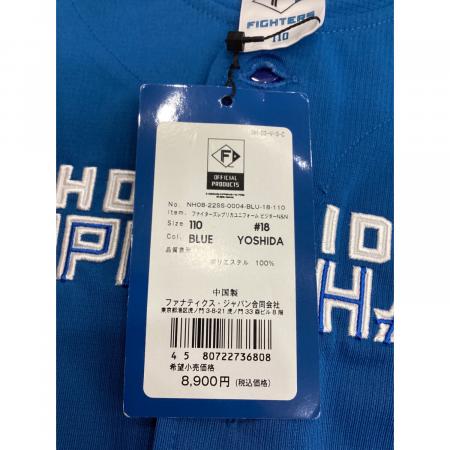 FIGHTERS
110
F
OFFICIAL
PRODUCTS
No. NH08-22SS-0004-BLU-18-110
Item. ファイターズレプリカユニフォーム ビジターN&N
Size 110 #18
Col. BLUE YOSHIDA
品質表示
ポリエステル 100%
中国製
ファナティクス・ジャパン合同会社
東京都港区虎ノ門 3-8-21 虎ノ門 33 森ビル 8 階
4 5 80722736808
希望小売価格
8,900円 (税込価格)